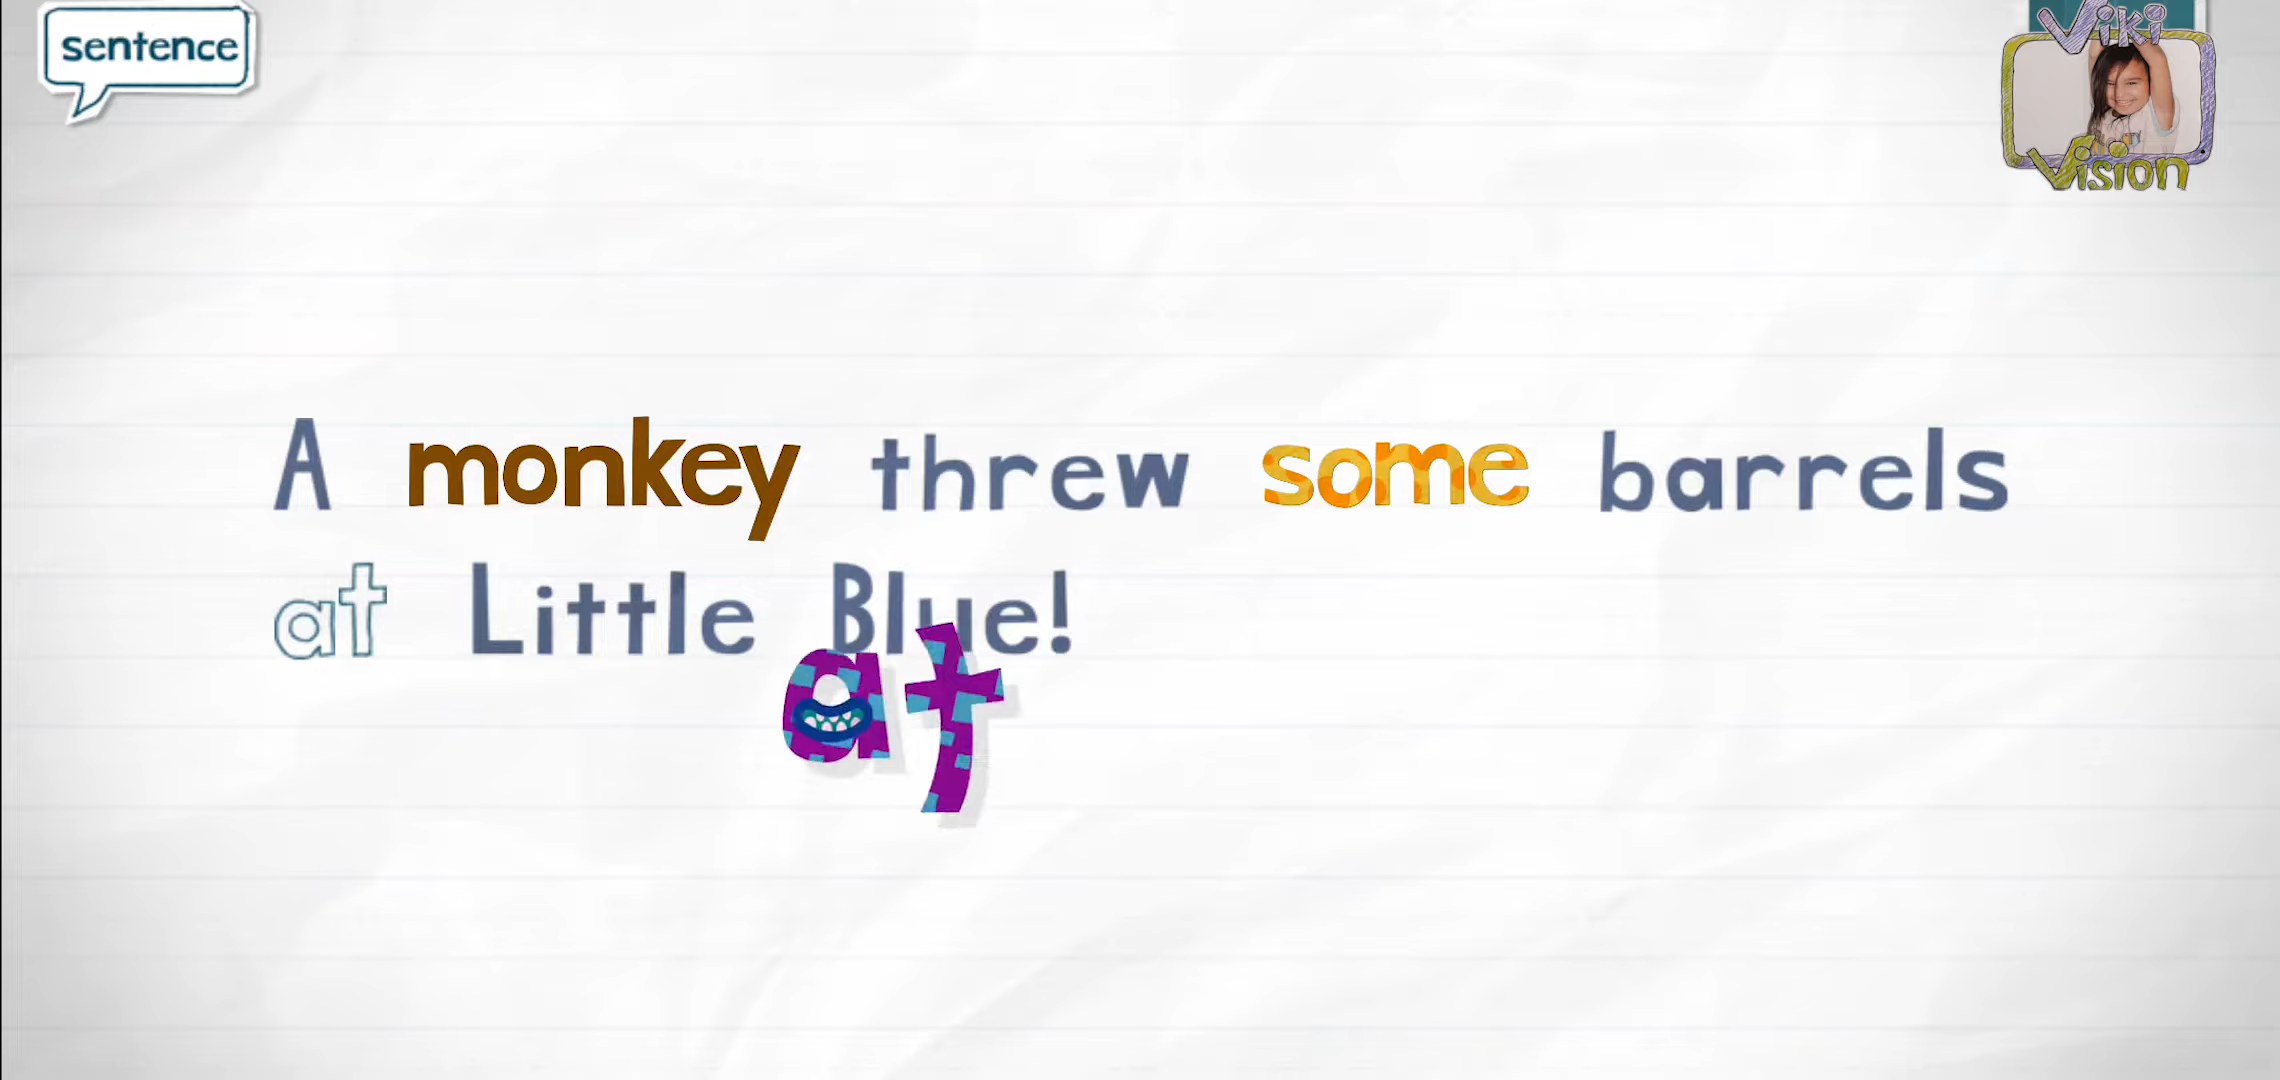 sentence
Viki
Vision
A monkey threw some barrels
at Little Blue!
at